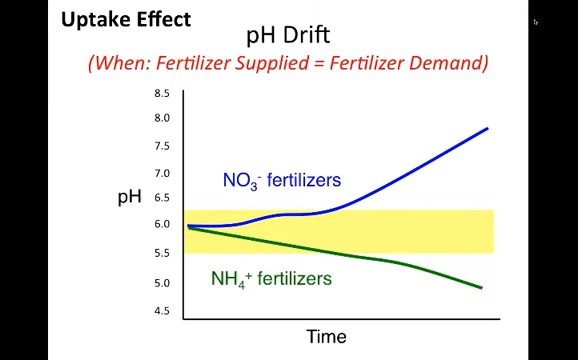 Uptake Effect
pH Drift
(When: Fertilizer Supplied = Fertilizer Demand)
8.5
8.0
7.5
7.0
6.5
6.0
5.5
5.0
4.5
pH
NO₃⁻ fertilizers
NH₄⁺ fertilizers
Time